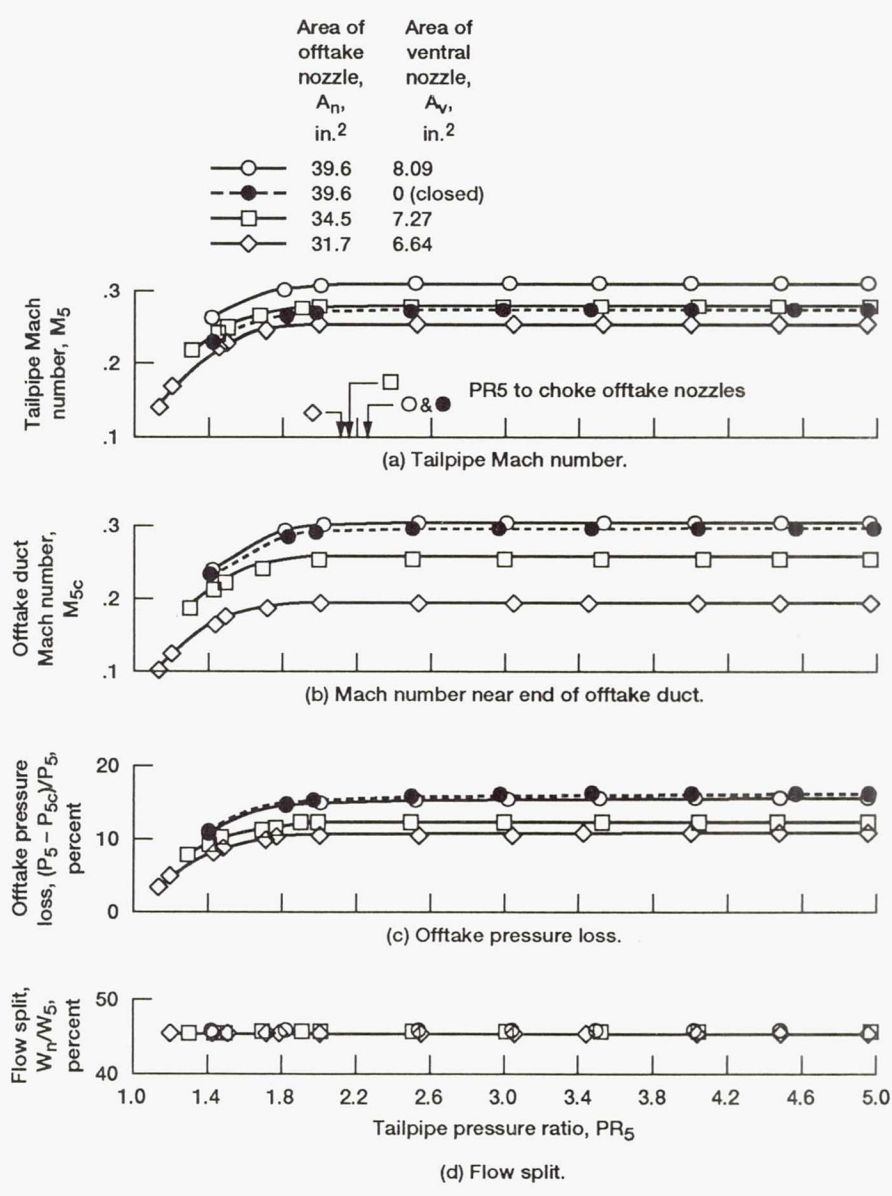 Area of offtake nozzle, Aₙ, in.²
Area of ventral nozzle, Aᵥ, in.²
39.6 8.09
39.6 0 (closed)
34.5 7.27
31.7 6.64
Tailpipe Mach number, M₅
.3
.2
.1
PR5 to choke offtake nozzles
&
(a) Tailpipe Mach number.
Offtake duct Mach number, M₅c
.3
.2
.1
(b) Mach number near end of offtake duct.
Offtake pressure loss, (P₅ – P₅c)/P₅, percent
20
10
0
(c) Offtake pressure loss.
Flow split, Wₙ/W₅, percent
50
40
1.0 1.4 1.8 2.2 2.6 3.0 3.4 3.8 4.2 4.6 5.0
Tailpipe pressure ratio, PR₅
(d) Flow split.